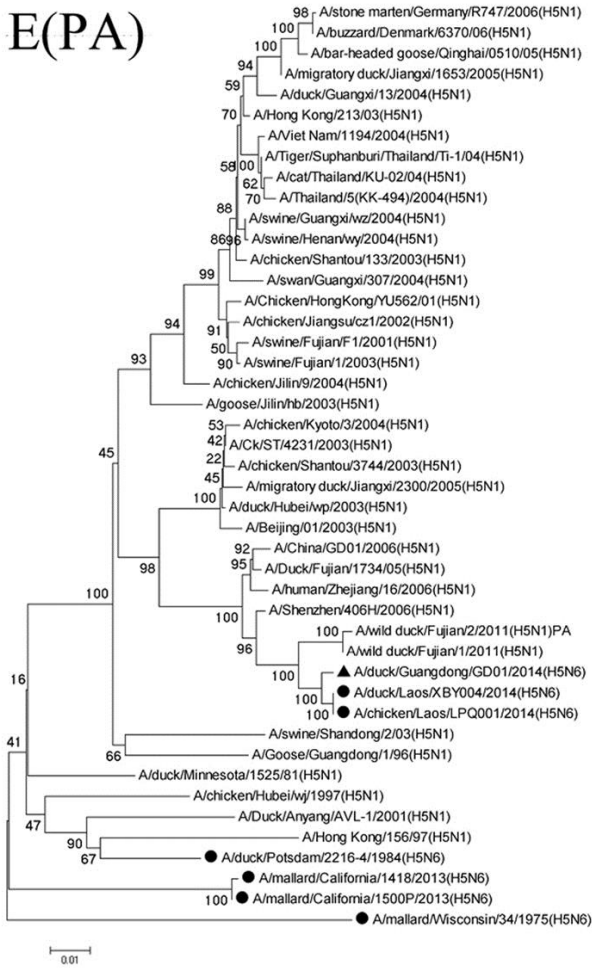 E(PA)
98 A/stone marten/Germany/R747/2006(H5N1)
100 A/buzzard/Denmark/6370/06(H5N1)
100 A/bar-headed goose/Qinghai/0510/05(H5N1)
94 A/migratory duck/Jiangxi/1653/2005(H5N1)
59 A/duck/Guangxi/13/2004(H5N1)
70 A/Hong Kong/213/03(H5N1)
A/Viet Nam/1194/2004(H5N1)
58 100 A/Tiger/Suphanburi/Thailand/Ti-1/04(H5N1)
62 A/cat/Thailand/KU-02/04(H5N1)
70 A/Thailand/5(KK-494)/2004(H5N1)
88 A/swine/Guangxi/wz/2004(H5N1)
86 96 A/swine/Henan/wy/2004(H5N1)
A/chicken/Shantou/133/2003(H5N1)
99 A/swan/Guangxi/307/2004(H5N1)
A/Chicken/HongKong/YU562/01(H5N1)
94 91 A/chicken/Jiangsu/cz1/2002(H5N1)
50 A/swine/Fujian/F1/2001(H5N1)
93 90 A/swine/Fujian/1/2003(H5N1)
A/chicken/Jilin/9/2004(H5N1)
A/goose/Jilin/hb/2003(H5N1)
53 A/chicken/Kyoto/3/2004(H5N1)
45 42 A/Ck/ST/4231/2003(H5N1)
22 A/chicken/Shantou/3744/2003(H5N1)
45 A/migratory duck/Jiangxi/2300/2005(H5N1)
100 A/duck/Hubei/wp/2003(H5N1)
A/Beijing/01/2003(H5N1)
92 A/China/GD01/2006(H5N1)
98 95 A/Duck/Fujian/1734/05(H5N1)
A/human/Zhejiang/16/2006(H5N1)
100 100 A/Shenzhen/406H/2006(H5N1)
100 A/wild duck/Fujian/2/2011(H5N1)PA
96 A/wild duck/Fujian/1/2011(H5N1)
100 A/duck/Guangdong/GD01/2014(H5N6)
16 A/duck/Laos/XBY004/2014(H5N6)
100 100 A/chicken/Laos/LPQ001/2014(H5N6)
A/swine/Shandong/2/03(H5N1)
41 66 A/Goose/Guangdong/1/96(H5N1)
A/duck/Minnesota/1525/81(H5N1)
A/chicken/Hubei/wj/1997(H5N1)
47 A/Duck/Anyang/AVL-1/2001(H5N1)
90 A/Hong Kong/156/97(H5N1)
67 A/duck/Potsdam/2216-4/1984(H5N6)
A/mallard/California/1418/2013(H5N6)
100 A/mallard/California/1500P/2013(H5N6)
A/mallard/Wisconsin/34/1975(H5N6)
0.01